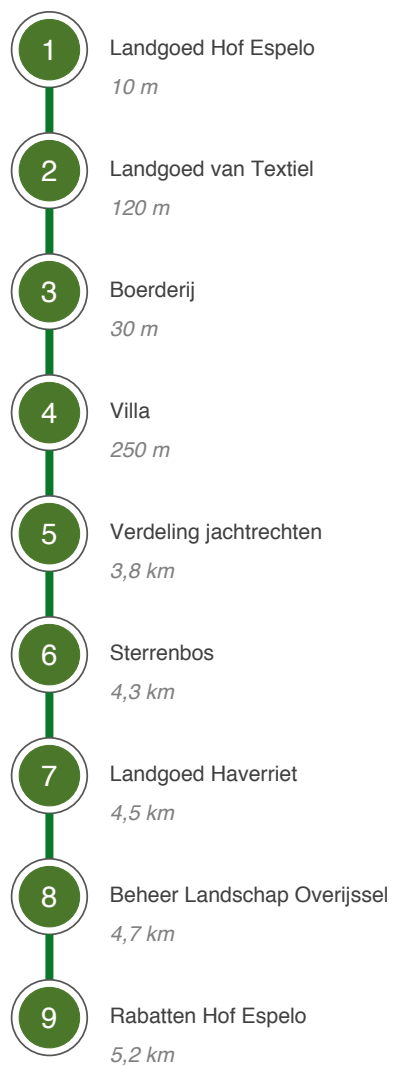 1
Landgoed Hof Espelo
10 m
2
Landgoed van Textiel
120 m
3
Boerderij
30 m
4
Villa
250 m
5
Verdeling jachtrechten
3,8 km
6
Sterrenbos
4,3 km
7
Landgoed Haverriet
4,5 km
8
Beheer Landschap Overijssel
4,7 km
9
Rabatten Hof Espelo
5,2 km